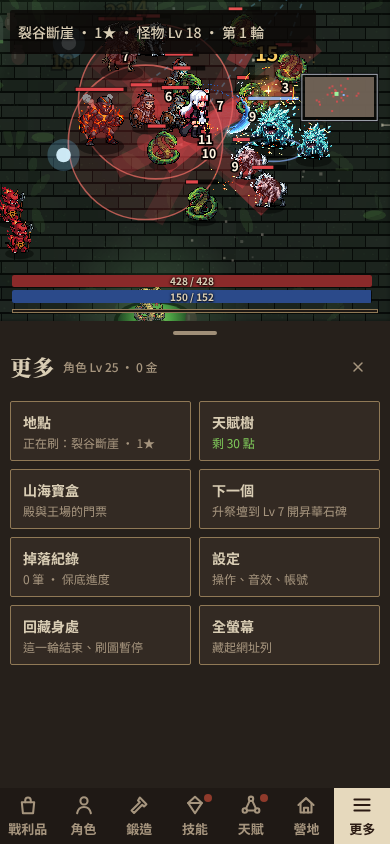 裂谷斷崖 · 1★ · 怪物 Lv 18 · 第 1 輪
15
18
7
3
6
7
9
11
10
9
428 / 428
150 / 152
更多 角色 Lv 25 · 0 金 ×
地點
正在刷：裂谷斷崖 · 1★
天賦樹
剩 30 點
山海寶盒
殿與王場的門票
下一個
升祭壇到 Lv 7 開昇華石碑
掉落紀錄
0 筆 · 保底進度
設定
操作、音效、帳號
回藏身處
這一輪結束、刷圖暫停
全螢幕
藏起網址列
戰利品 角色 鍛造 技能 天賦 營地 更多